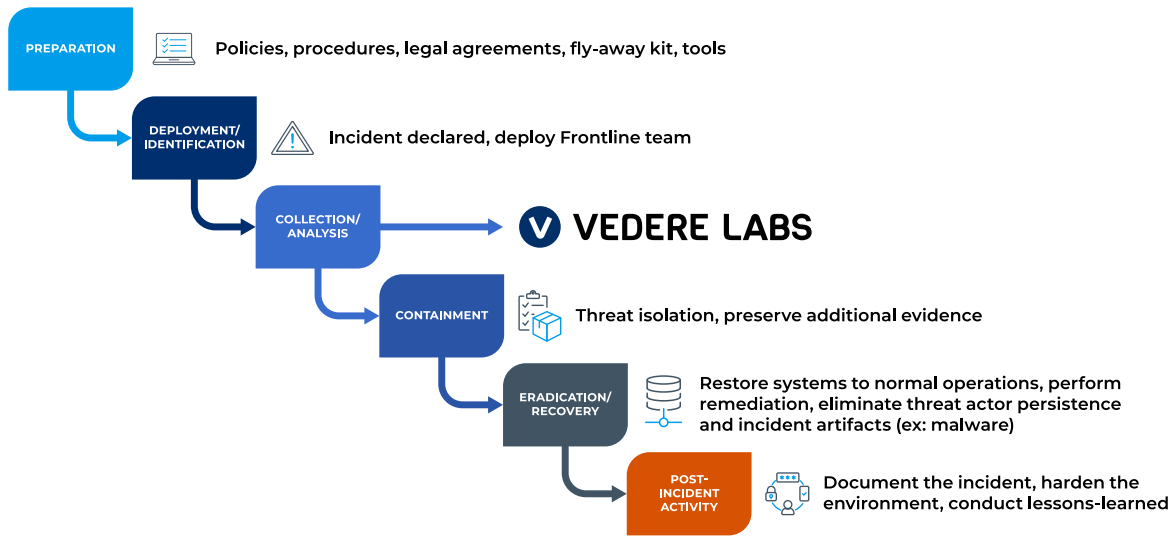 PREPARATION
Policies, procedures, legal agreements, fly-away kit, tools
DEPLOYMENT/
IDENTIFICATION
Incident declared, deploy Frontline team
COLLECTION/
ANALYSIS
V VEDERE LABS
CONTAINMENT
Threat isolation, preserve additional evidence
ERADICATION/
RECOVERY
Restore systems to normal operations, perform
remediation, eliminate threat actor persistence
and incident artifacts (ex: malware)
POST-
INCIDENT
ACTIVITY
***
Document the incident, harden the
environment, conduct lessons-learned